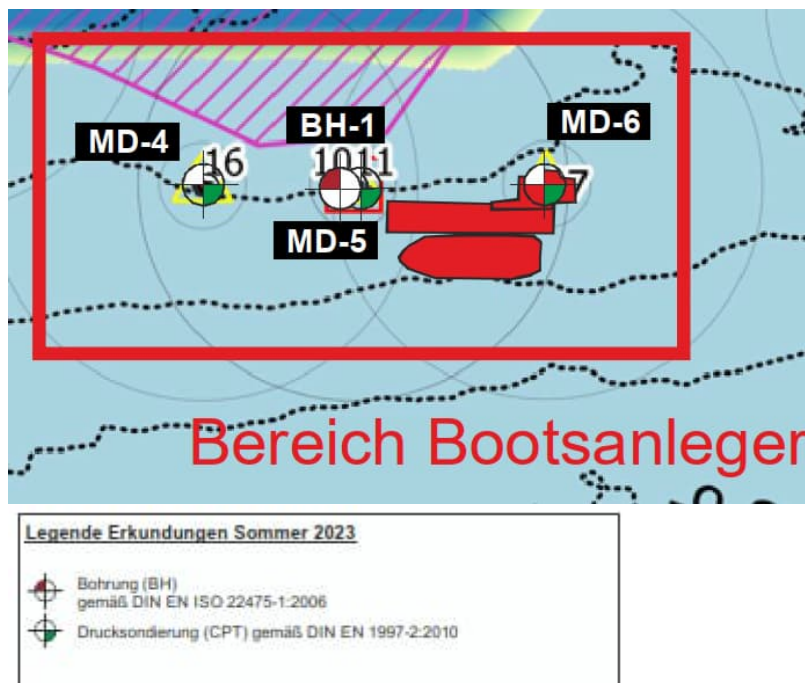 MD-4
16
BH-1
1011
MD-6
7
MD-5
Bereich Bootsanleger
Legende Erkundungen Sommer 2023
Bohrung (BH)
gemäß DIN EN ISO 22475-1:2006
Drucksondierung (CPT) gemäß DIN EN 1997-2:2010